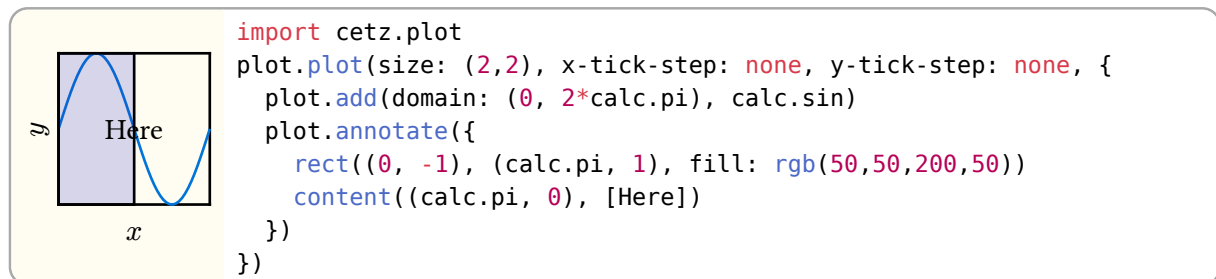 y
Here
x
import cetz.plot
plot.plot(size: (2,2), x-tick-step: none, y-tick-step: none, {
  plot.add(domain: (0, 2*calc.pi), calc.sin)
  plot.annotate({
    rect((0, -1), (calc.pi, 1), fill: rgb(50,50,200,50))
    content((calc.pi, 0), [Here])
  })
})